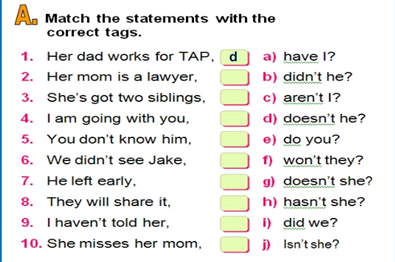 A. Match the statements with the
correct tags.
1. Her dad works for TAP, d a) have I?
2. Her mom is a lawyer, b) didn't he?
3. She's got two siblings, c) aren't I?
4. I am going with you, d) doesn't he?
5. You don't know him, e) do you?
6. We didn't see Jake, f) won't they?
7. He left early, g) doesn't she?
8. They will share it, h) hasn't she?
9. I haven't told her, i) did we?
10. She misses her mom, j) Isn't she?